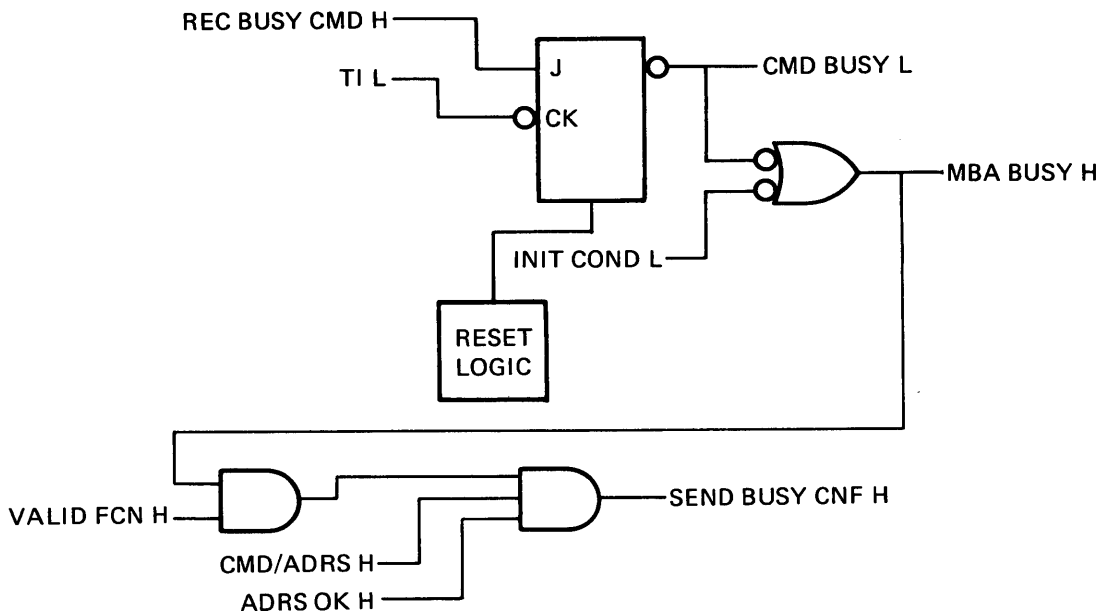 REC BUSY CMD H
TI L
J
CK
CMD BUSY L
MBA BUSY H
INIT COND L
RESET
LOGIC
VALID FCN H
SEND BUSY CNF H
CMD/ADRS H
ADRS OK H